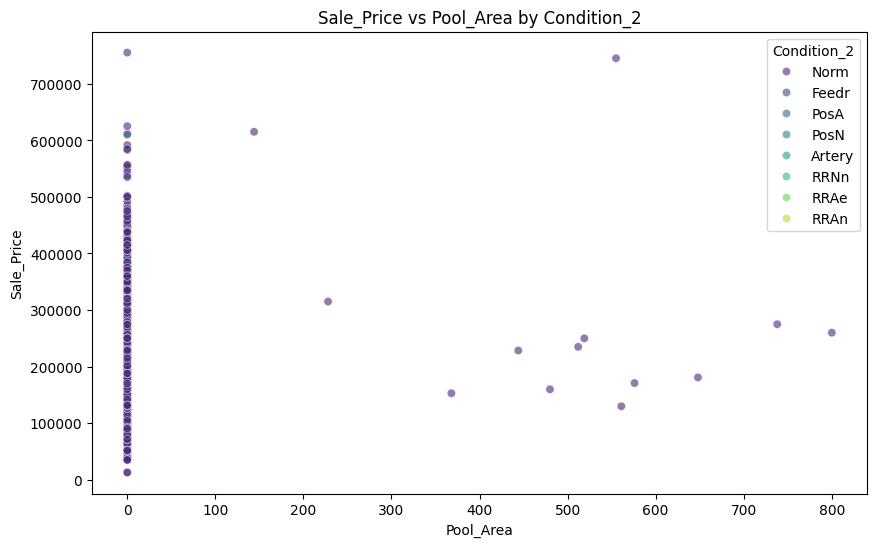 Sale_Price vs Pool_Area by Condition_2
Condition_2
Norm
Feedr
PosA
PosN
Artery
RRNn
RRAe
RRAn
Sale_Price
700000
600000
500000
400000
300000
200000
100000
0
0 100 200 300 400 500 600 700 800
Pool_Area